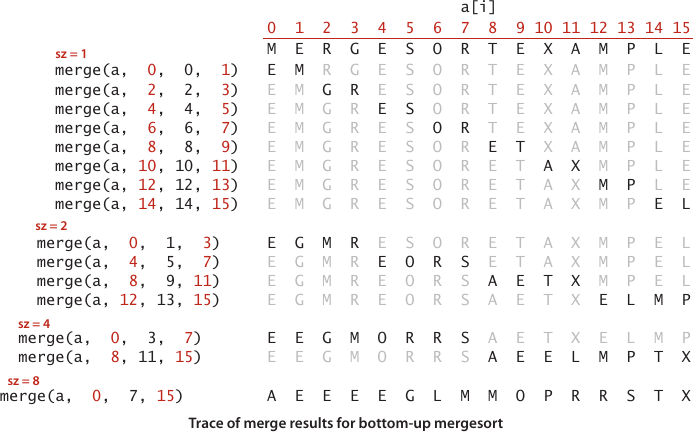 a[i]
0 1 2 3 4 5 6 7 8 9 10 11 12 13 14 15
sz = 1 M E R G E S O R T E X A M P L E
merge(a, 0, 0, 1) E M R G E S O R T E X A M P L E
merge(a, 2, 2, 3) E M G R E S O R T E X A M P L E
merge(a, 4, 4, 5) E M G R E S O R T E X A M P L E
merge(a, 6, 6, 7) E M G R E S O R T E X A M P L E
merge(a, 8, 8, 9) E M G R E S O R E T X A M P L E
merge(a, 10, 10, 11) E M G R E S O R E T A X M P L E
merge(a, 12, 12, 13) E M G R E S O R E T A X M P L E
merge(a, 14, 14, 15) E M G R E S O R E T A X M P E L
sz = 2
merge(a, 0, 1, 3) E G M R E S O R E T A X M P E L
merge(a, 4, 5, 7) E G M R E O R S E T A X M P E L
merge(a, 8, 9, 11) E G M R E O R S A E T X M P E L
merge(a, 12, 13, 15) E G M R E O R S A E T X E L M P
sz = 4
merge(a, 0, 3, 7) E E G M O R R S A E T X E L M P
merge(a, 8, 11, 15) E E G M O R R S A E E L M P T X
sz = 8
merge(a, 0, 7, 15) A E E E E G L M M O P R R S T X
Trace of merge results for bottom-up mergesort